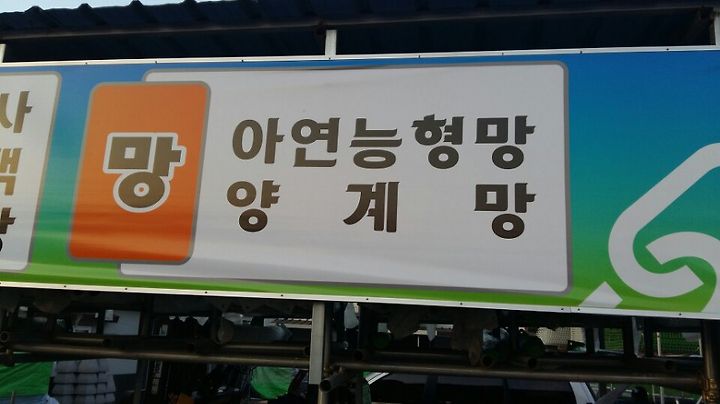 망
아연능형망
양 계 망